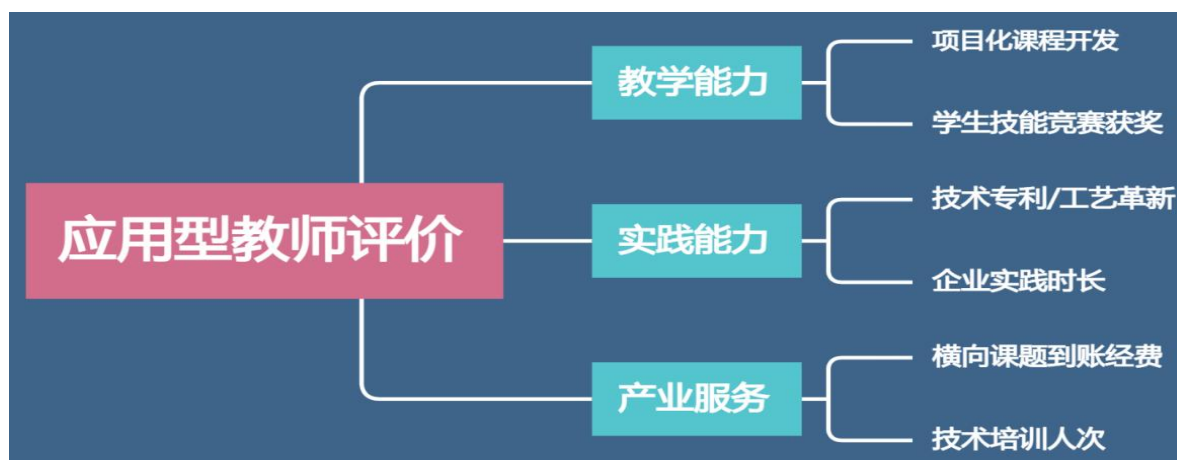 应用型教师评价
教学能力
项目化课程开发
学生技能竞赛获奖
实践能力
技术专利/工艺革新
企业实践时长
产业服务
横向课题到账经费
技术培训人次